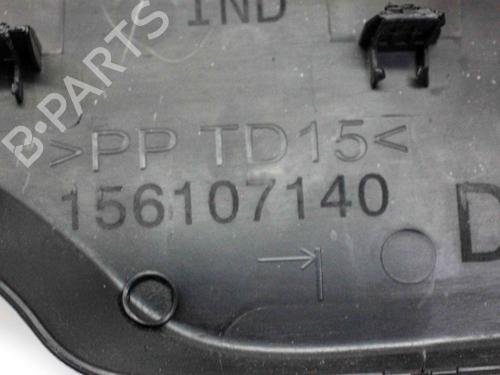 IND
B-PARTS
>PP TD15<
156107140
D